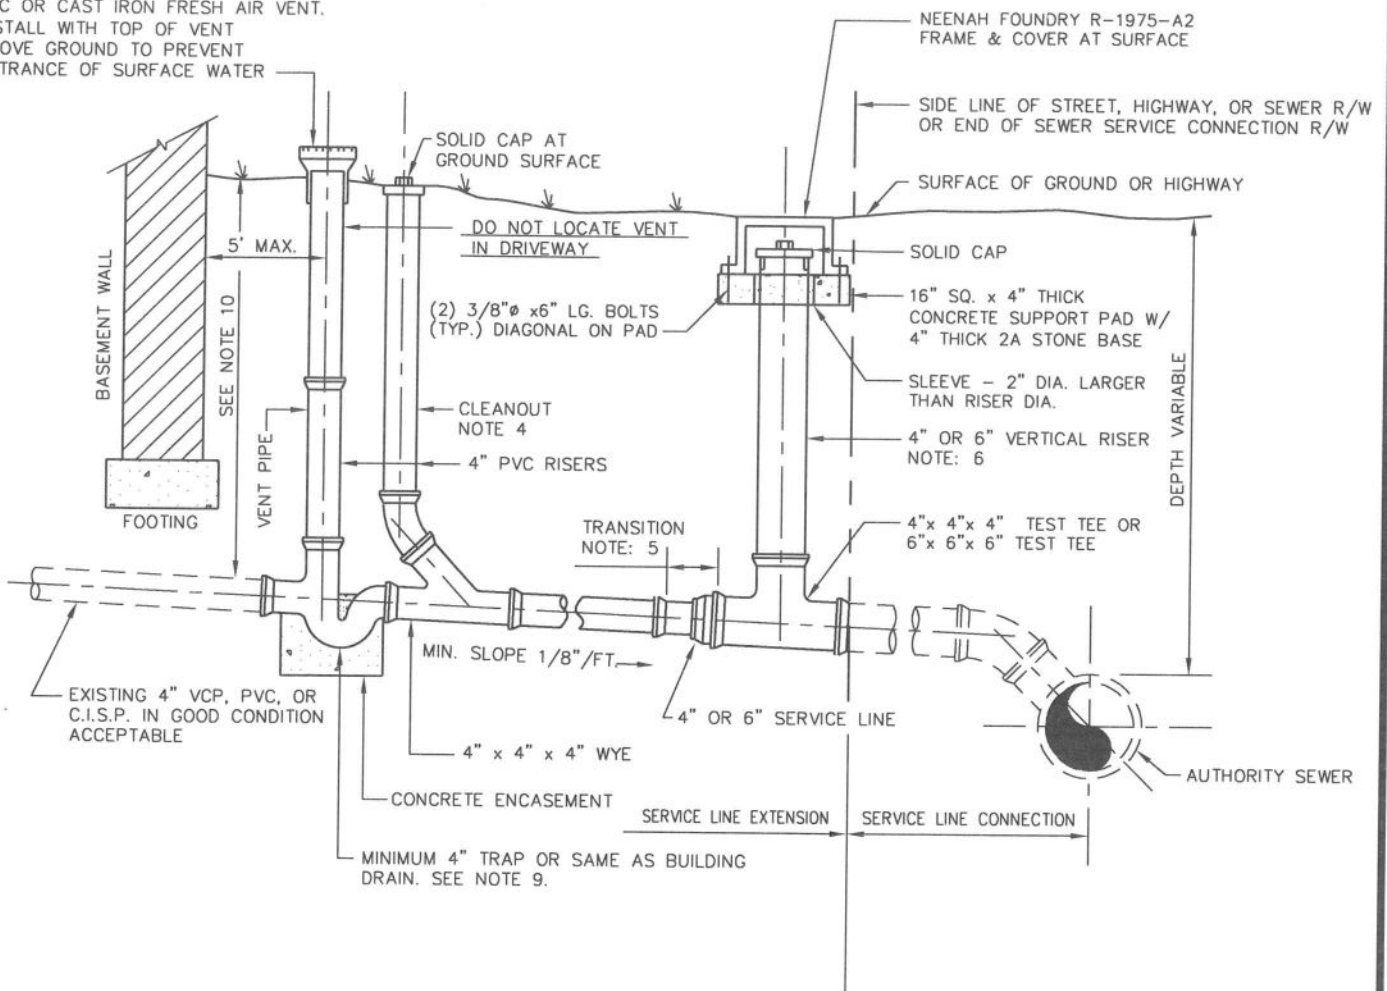 C OR CAST IRON FRESH AIR VENT.
STALL WITH TOP OF VENT
OVE GROUND TO PREVENT
TRANCE OF SURFACE WATER
NEENAH FOUNDRY R-1975-A2
FRAME & COVER AT SURFACE
SIDE LINE OF STREET, HIGHWAY, OR SEWER R/W
OR END OF SEWER SERVICE CONNECTION R/W
SOLID CAP AT
GROUND SURFACE
SURFACE OF GROUND OR HIGHWAY
DO NOT LOCATE VENT
IN DRIVEWAY
5' MAX.
SOLID CAP
BASEMENT WALL
SEE NOTE 10
(2) 3/8"ø x6" LG. BOLTS
(TYP.) DIAGONAL ON PAD
16" SQ. x 4" THICK
CONCRETE SUPPORT PAD W/
4" THICK 2A STONE BASE
SLEEVE - 2" DIA. LARGER
THAN RISER DIA.
DEPTH VARIABLE
CLEANOUT
NOTE 4
4" OR 6" VERTICAL RISER
NOTE: 6
VENT PIPE
4" PVC RISERS
FOOTING
TRANSITION
NOTE: 5
4"x 4"x 4" TEST TEE OR
6"x 6"x 6" TEST TEE
MIN. SLOPE 1/8"/FT.
EXISTING 4" VCP, PVC, OR
C.I.S.P. IN GOOD CONDITION
ACCEPTABLE
4" OR 6" SERVICE LINE
4" x 4" x 4" WYE
AUTHORITY SEWER
CONCRETE ENCASEMENT
SERVICE LINE EXTENSION
SERVICE LINE CONNECTION
MINIMUM 4" TRAP OR SAME AS BUILDING
DRAIN. SEE NOTE 9.